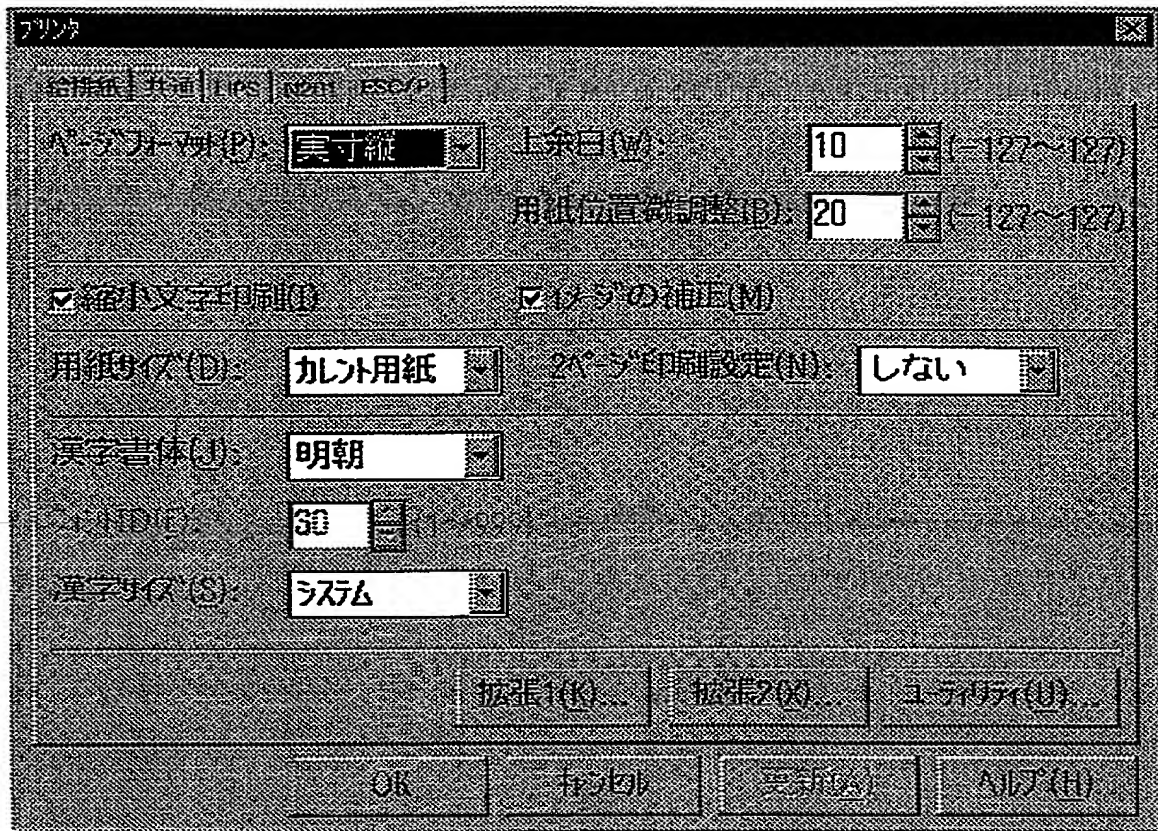 プリンタ
給排紙 共通 LIPS N201 ESC/P
ページフォーマット(P): 実寸縦 上余白(W): 10 (-127〜127)
用紙位置微調整(B): 20 (-127〜127)
縮小文字印刷(I) イメージの補正(M)
用紙サイズ(D): カレント用紙 2ページ印刷設定(N): しない
漢字書体(J): 明朝
30
漢字サイズ(S): システム
拡張1(K)... 拡張2(X)... ユーティリティ(U)...
OK キャンセル 更新(A) ヘルプ(H)